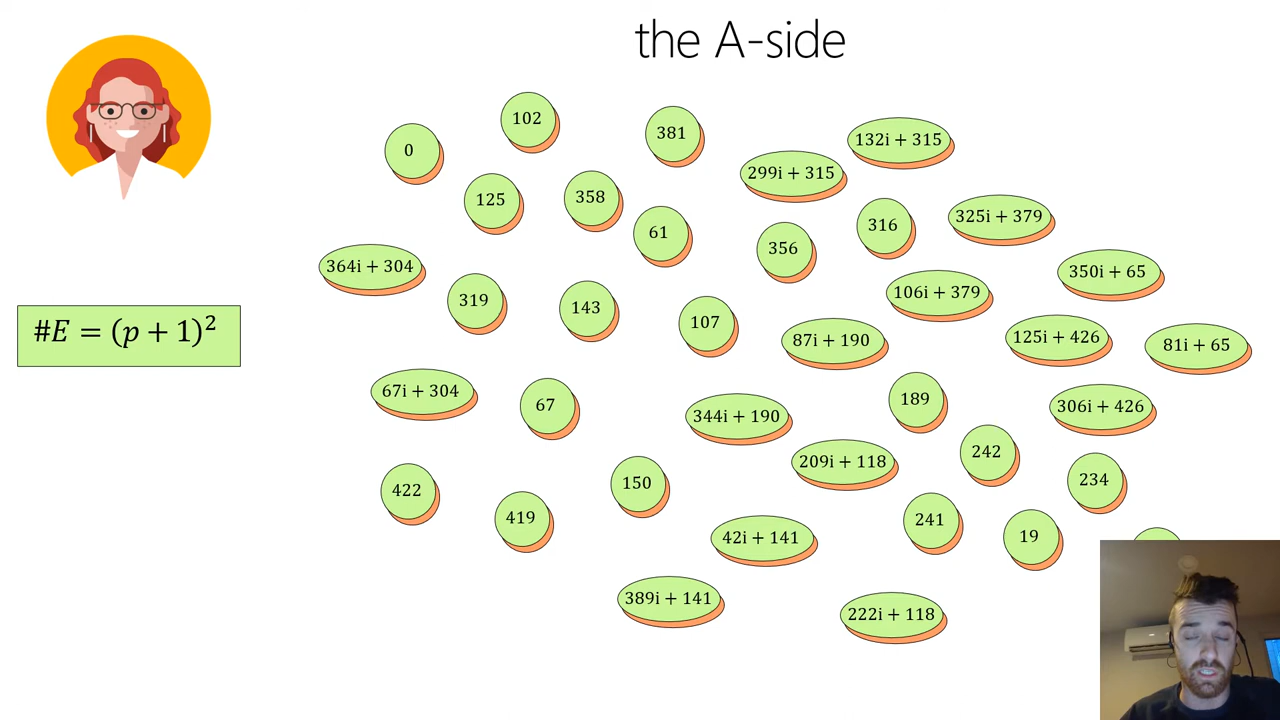 the A-side
102
381
132i + 315
0
299i + 315
125
358
325i + 379
61
316
356
364i + 304
350i + 65
106i + 379
319
143
107
#E = (p + 1)²
87i + 190
125i + 426
81i + 65
67i + 304
67
189
306i + 426
344i + 190
242
209i + 118
234
422
150
419
241
42i + 141
19
389i + 141
222i + 118